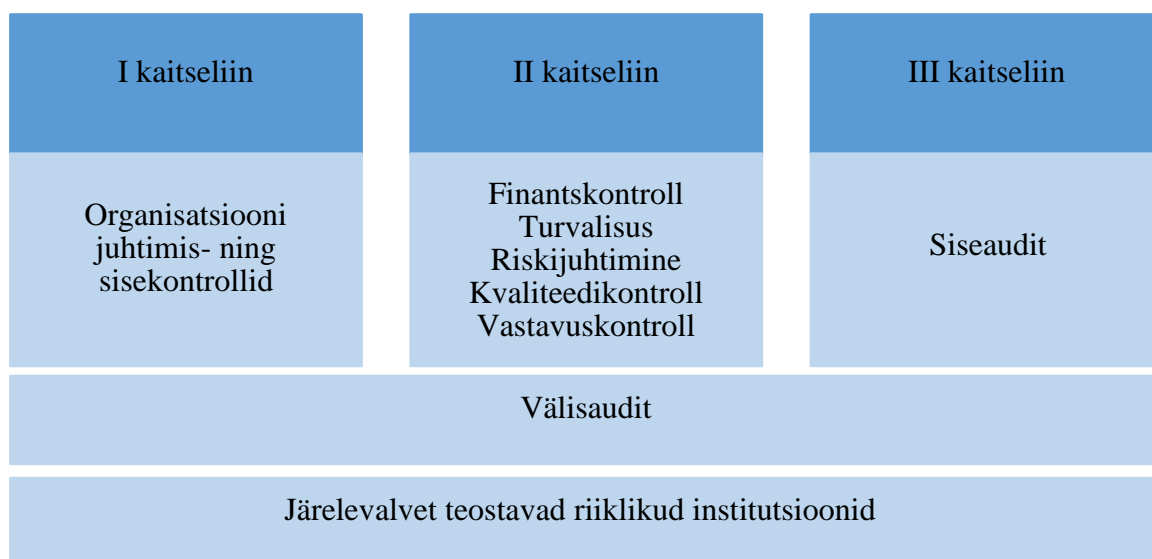 I kaitseliin
Organisatsiooni
juhtimis- ning
sisekontrollid
II kaitseliin
Finantskontroll
Turvalisus
Riskijuhtimine
Kvaliteedikontroll
Vastavuskontroll
III kaitseliin
Siseaudit
Välisaudit
Järelevalvet teostavad riiklikud institutsioonid